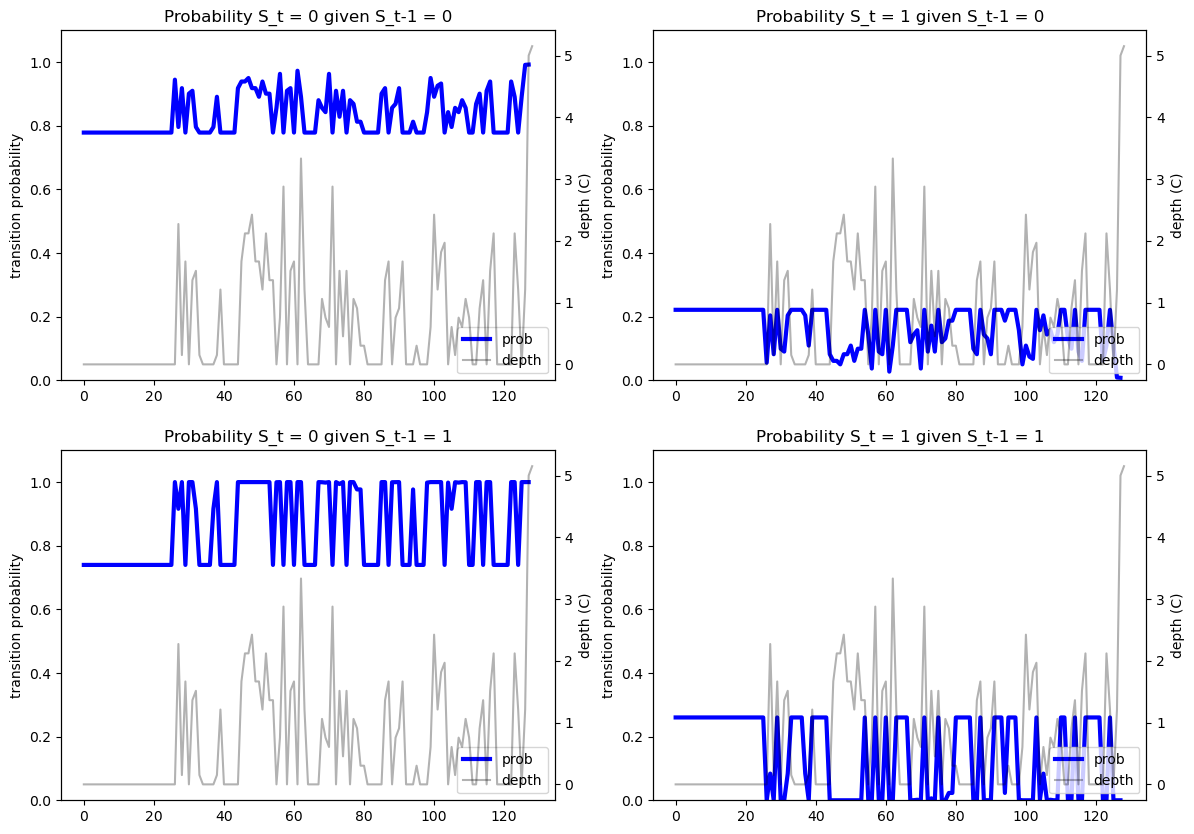 Probability S_t = 0 given S_t-1 = 0
transition probability
1.0
0.8
0.6
0.4
0.2
0.0
0 20 40 60 80 100 120
5
4
3
2
1
0
depth (C)
prob
depth
Probability S_t = 1 given S_t-1 = 0
transition probability
1.0
0.8
0.6
0.4
0.2
0.0
0 20 40 60 80 100 120
5
4
3
2
1
0
depth (C)
prob
depth
Probability S_t = 0 given S_t-1 = 1
transition probability
1.0
0.8
0.6
0.4
0.2
0.0
0 20 40 60 80 100 120
5
4
3
2
1
0
depth (C)
prob
depth
Probability S_t = 1 given S_t-1 = 1
transition probability
1.0
0.8
0.6
0.4
0.2
0.0
0 20 40 60 80 100 120
5
4
3
2
1
0
depth (C)
prob
depth